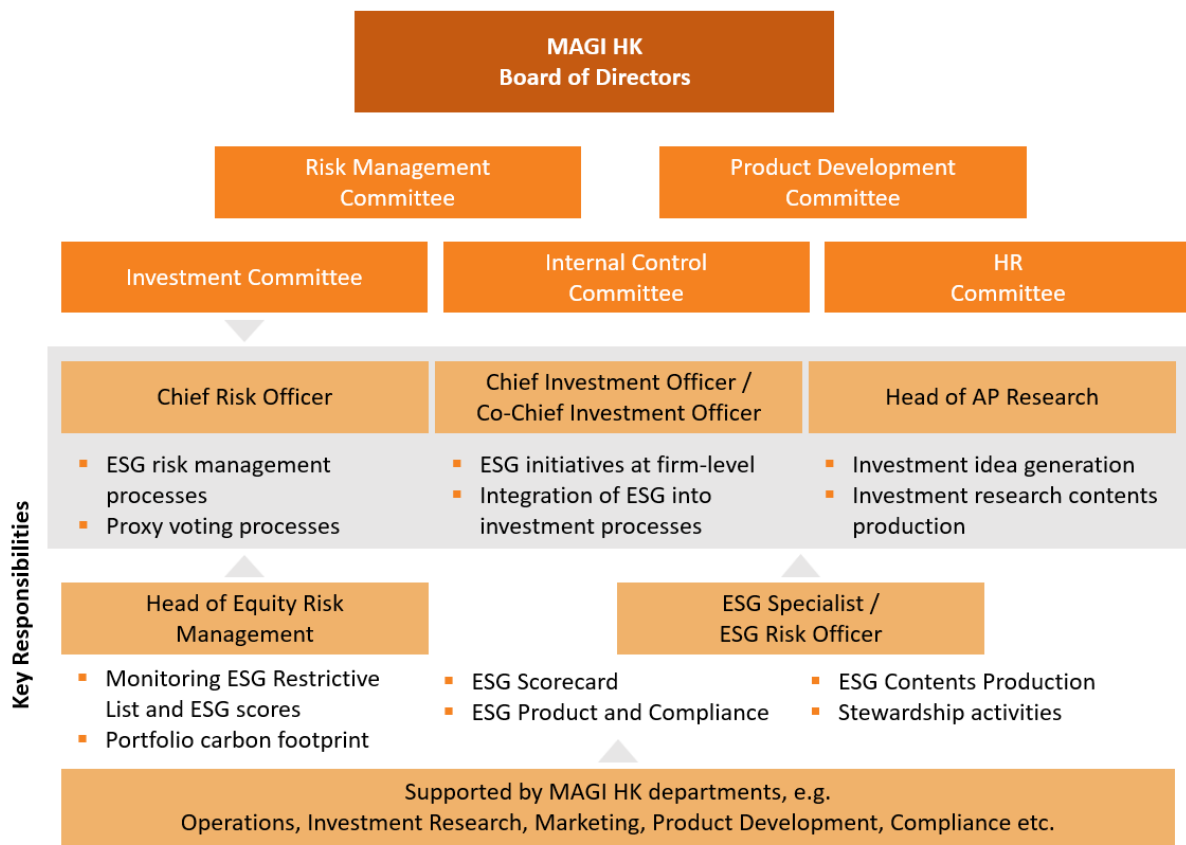 MAGI HK
Board of Directors
Risk Management
Committee
Product Development
Committee
Investment Committee
Internal Control
Committee
HR
Committee
Key Responsibilities
Chief Risk Officer
▪ ESG risk management
processes
▪ Proxy voting processes
Chief Investment Officer /
Co-Chief Investment Officer
▪ ESG initiatives at firm-level
▪ Integration of ESG into
investment processes
Head of AP Research
▪ Investment idea generation
▪ Investment research contents
production
Head of Equity Risk
Management
▪ Monitoring ESG Restrictive
List and ESG scores
▪ Portfolio carbon footprint
ESG Specialist /
ESG Risk Officer
▪ ESG Scorecard
▪ ESG Product and Compliance
▪ ESG Contents Production
▪ Stewardship activities
Supported by MAGI HK departments, e.g.
Operations, Investment Research, Marketing, Product Development, Compliance etc.